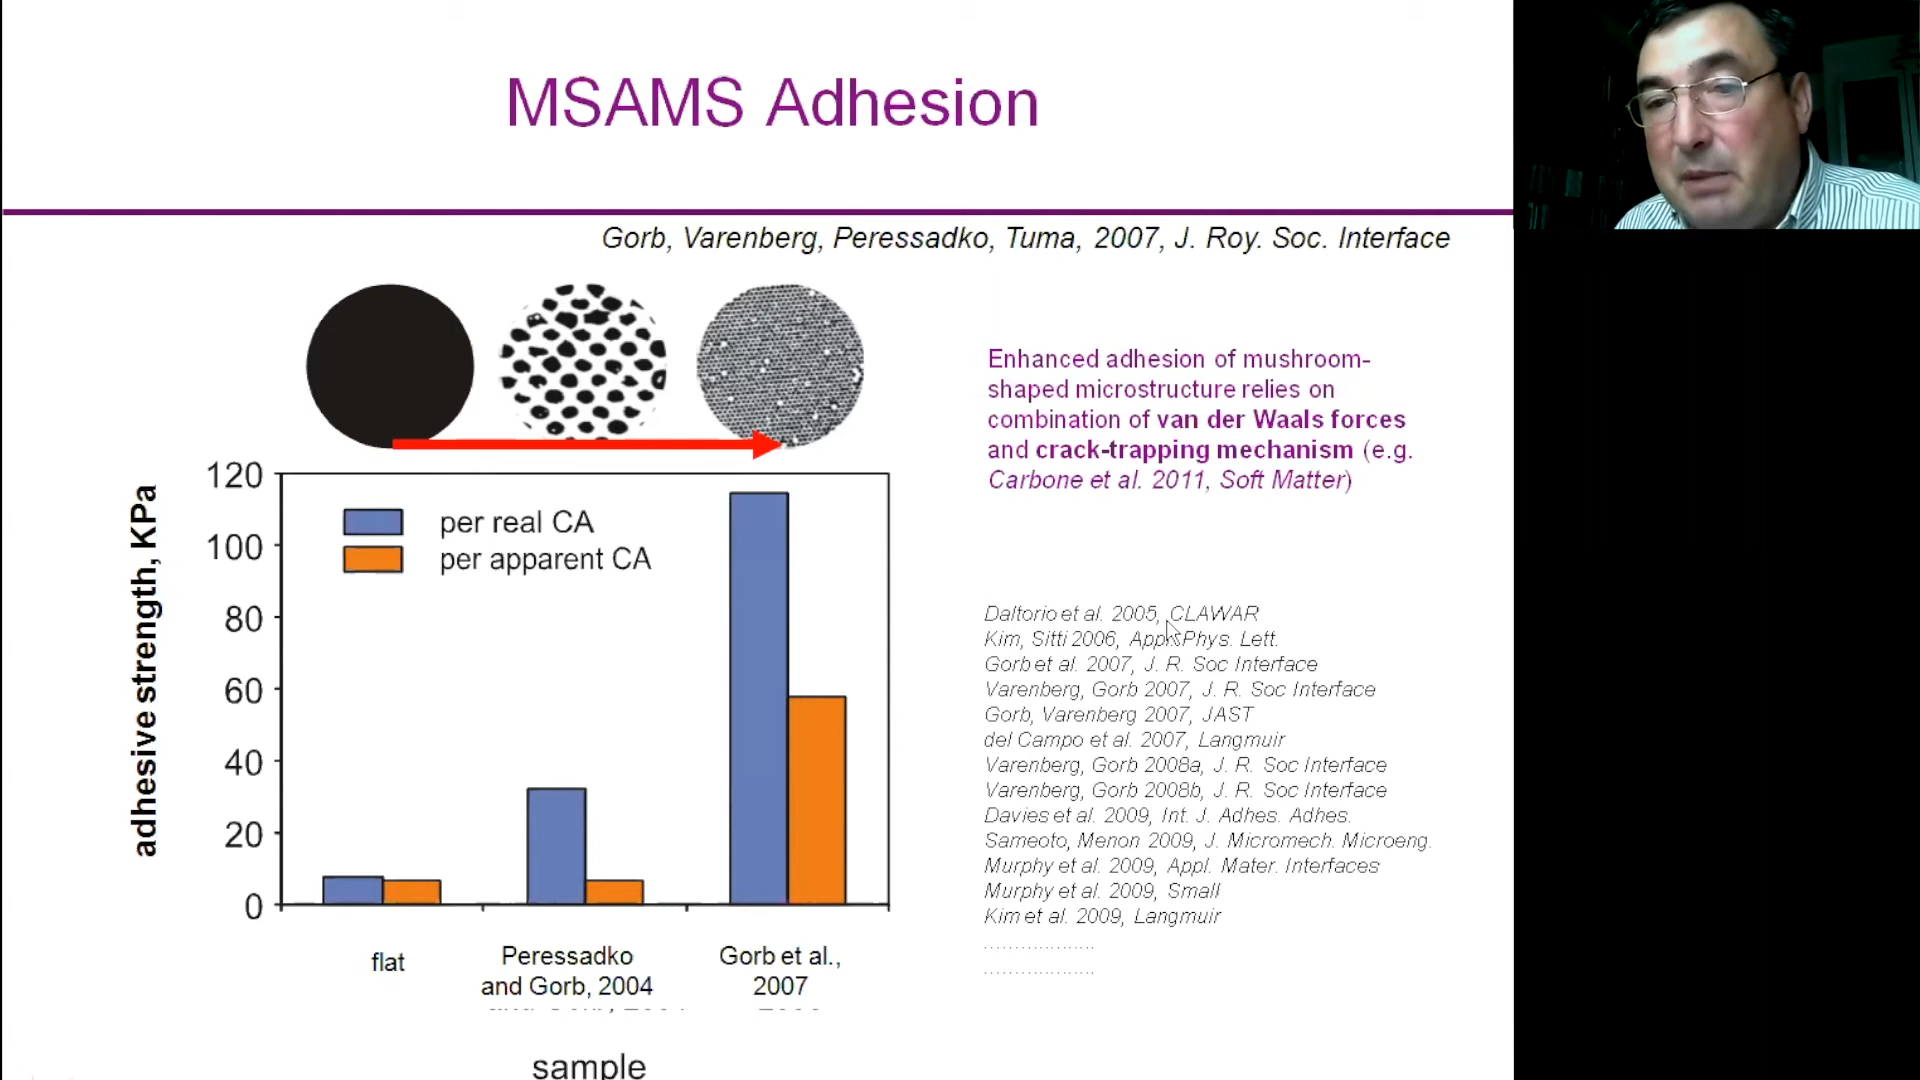 MSAMS Adhesion
Gorb, Varenberg, Peressadko, Tuma, 2007, J. Roy. Soc. Interface
Enhanced adhesion of mushroom-
shaped microstructure relies on
combination of van der Waals forces
and crack-trapping mechanism (e.g.
Carbone et al. 2011, Soft Matter)
adhesive strength, KPa
120
100
80
60
40
20
0
per real CA
per apparent CA
flat
Peressadko
and Gorb, 2004
Gorb et al.,
2007
sample
Daltorio et al. 2005, CLAWAR
Kim, Sitti 2006, Appl. Phys. Lett.
Gorb et al. 2007, J. R. Soc Interface
Varenberg, Gorb 2007, J. R. Soc Interface
Gorb, Varenberg 2007, JAST
del Campo et al. 2007, Langmuir
Varenberg, Gorb 2008a, J. R. Soc Interface
Varenberg, Gorb 2008b, J. R. Soc Interface
Davies et al. 2009, Int. J. Adhes. Adhes.
Sameoto, Menon 2009, J. Micromech. Microeng.
Murphy et al. 2009, Appl. Mater. Interfaces
Murphy et al. 2009, Small
Kim et al. 2009, Langmuir
...................
...................